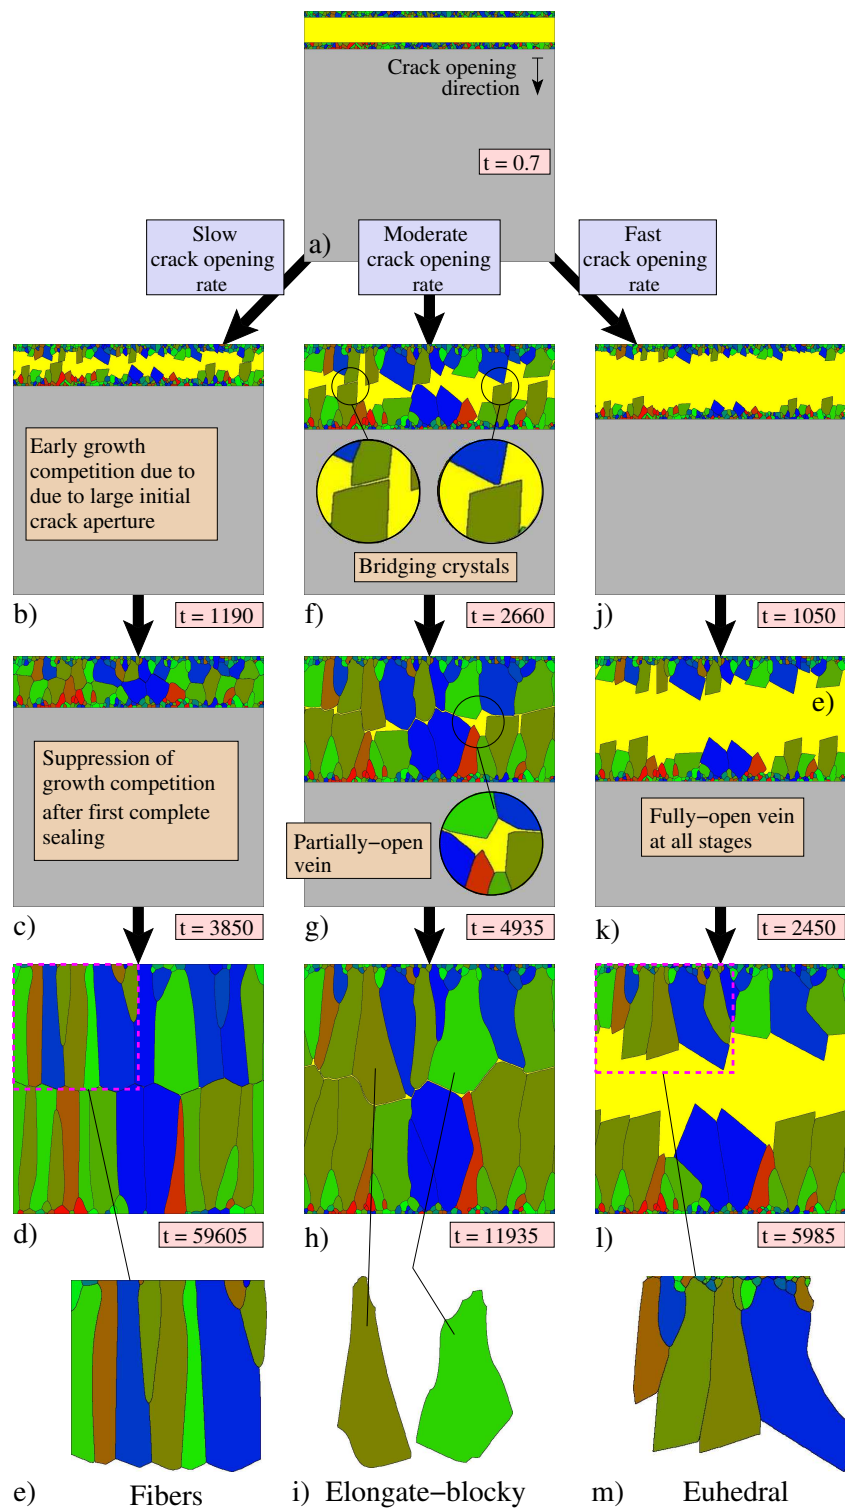 Crack opening
direction
t = 0.7
a)
Slow
crack opening
rate
Moderate
crack opening
rate
Fast
crack opening
rate
Early growth
competition due to
due to large initial
crack aperture
b)
t = 1190
Bridging crystals
f)
t = 2660
j)
t = 1050
Suppression of
growth competition
after first complete
sealing
c)
t = 3850
Partially-open
vein
g)
t = 4935
e)
Fully-open vein
at all stages
k)
t = 2450
d)
t = 59605
h)
t = 11935
l)
t = 5985
e)
Fibers
i)
Elongate-blocky
m)
Euhedral